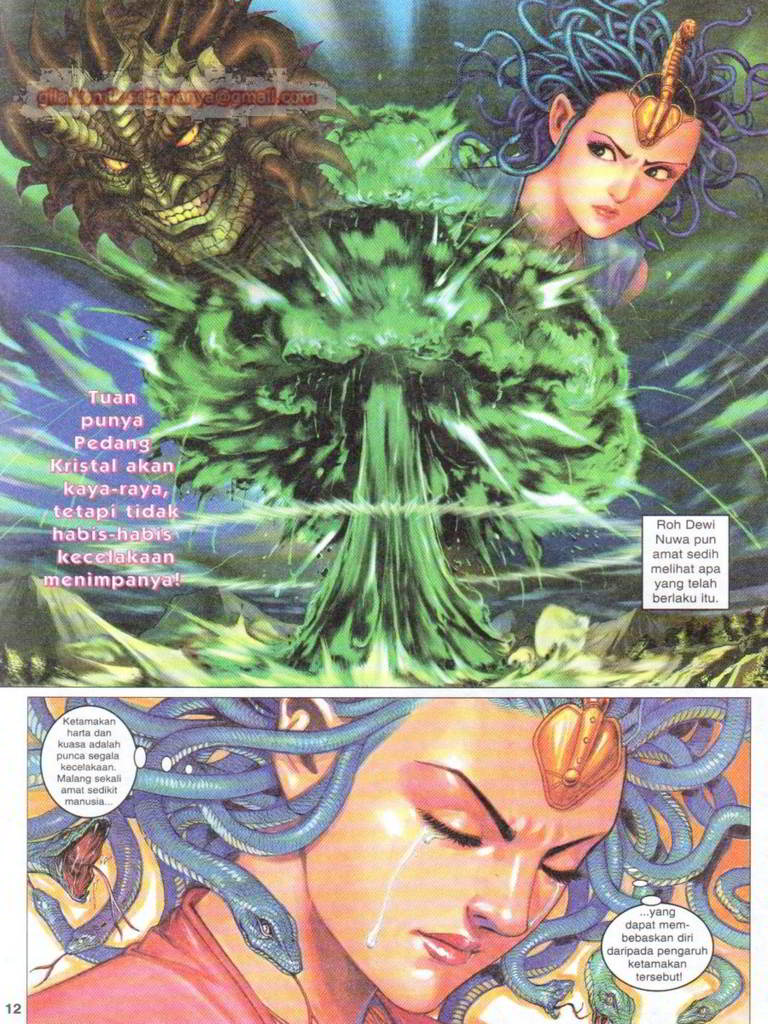 Tuan
punya
Pedang
Kristal akan
kaya-raya,
tetapi tidak
habis-habis
kecelakaan
menimpanya!
Roh Dewi
Nuwa pun
amat sedih
melihat apa
yang telah
berlaku itu.
Ketamakan
harta dan
kuasa adalah
punca segala
kecelakaan.
Malang sekali
amat sedikit
manusia...
...yang
dapat mem-
bebaskan diri
daripada pengaruh
ketamakan
tersebut!
12